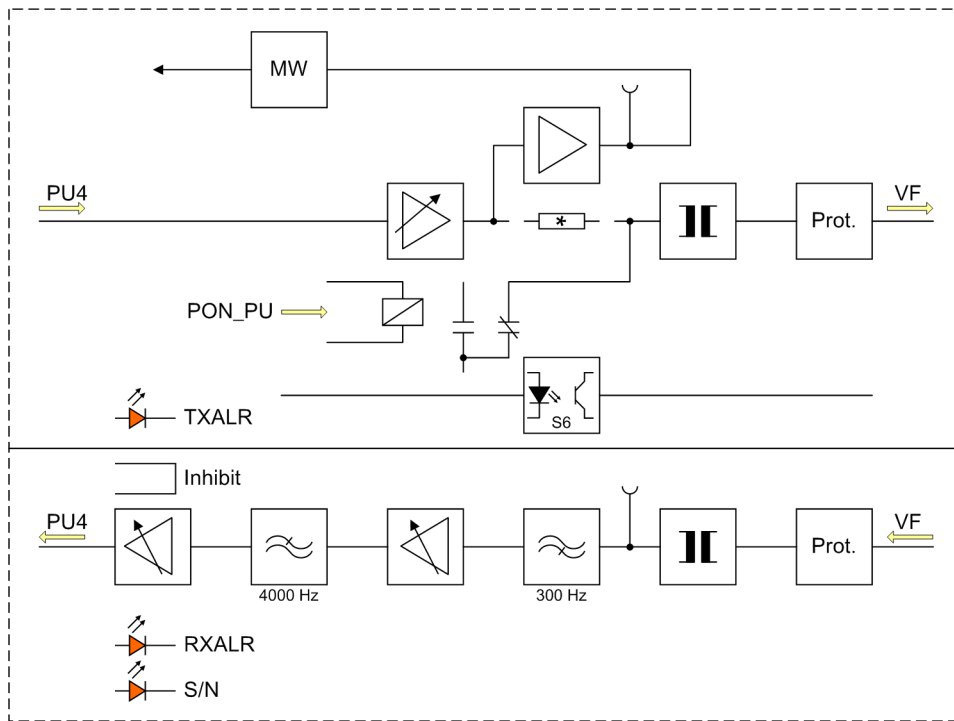 MW
PU4
VF
*
Prot.
PON_PU
S6
TXALR
Inhibit
PU4
VF
Prot.
4000 Hz
300 Hz
RXALR
S/N